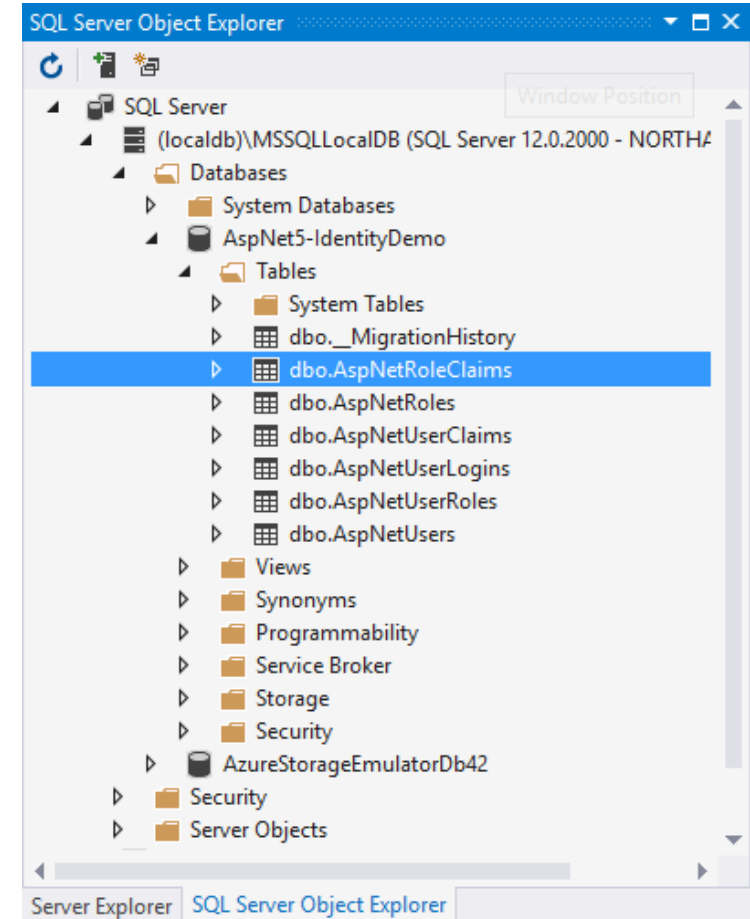 SQL Server Object Explorer
Window Position
SQL Server
(localdb)\MSSQLLocalDB (SQL Server 12.0.2000 - NORTHA
Databases
System Databases
AspNet5-IdentityDemo
Tables
System Tables
dbo.__MigrationHistory
dbo.AspNetRoleClaims
dbo.AspNetRoles
dbo.AspNetUserClaims
dbo.AspNetUserLogins
dbo.AspNetUserRoles
dbo.AspNetUsers
Views
Synonyms
Programmability
Service Broker
Storage
Security
AzureStorageEmulatorDb42
Security
Server Objects
Server Explorer SQL Server Object Explorer